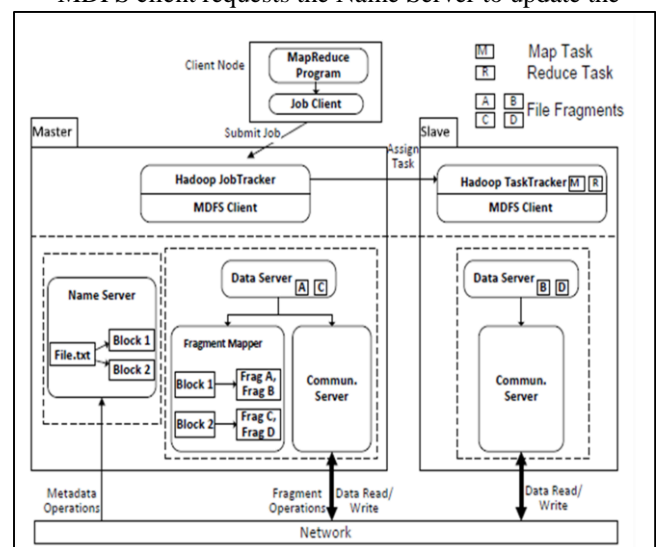 MDFS client requests the Name Server to update the
Client Node
MapReduce
Program
Job Client
M Map Task
R Reduce Task
A B
C D
File Fragments
Submit Job
Master
Assign
Task
Slave
Hadoop JobTracker
MDFS Client
Hadoop TaskTracker M R
MDFS Client
Name Server
File.txt
Block 1
Block 2
Data Server
A C
Fragment Mapper
Block 1
Frag A,
Frag B
Block 2
Frag C,
Frag D
Commun.
Server
Data Server
B D
Commun.
Server
Metadata
Operations
Fragment
Operations
Data Read/
Write
Data Read/
Write
Network